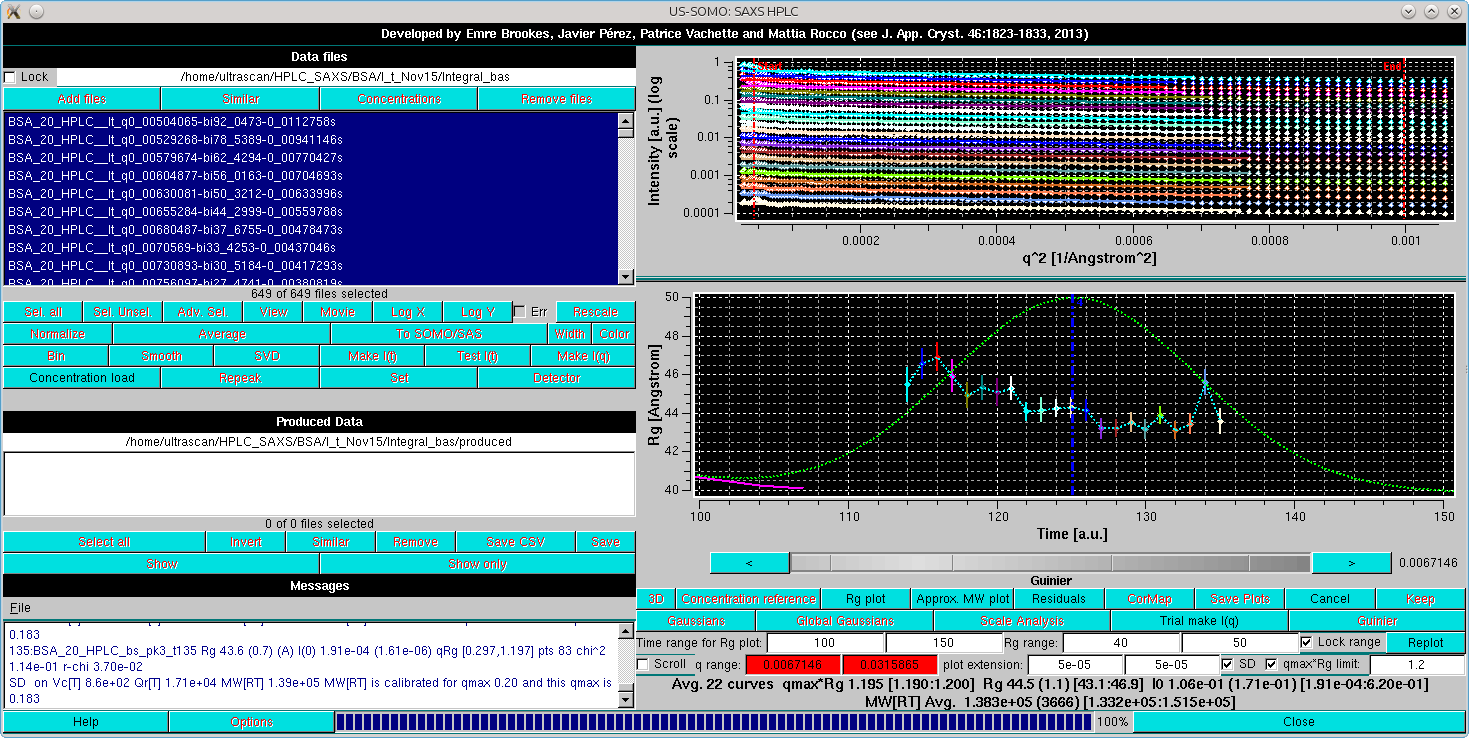 US-SOMO: SAXS HPLC
Developed by Emre Brookes, Javier Pérez, Patrice Vachette and Mattia Rocco (see J. App. Cryst. 46:1823-1833, 2013)
Data files
Lock /home/ultrascan/HPLC_SAXS/BSA/I_t_Nov15/Integral_bas
Add files Similar Concentrations Remove files
BSA_20_HPLC__It_q0_00504065-bi92_0473-0_0112758s
BSA_20_HPLC__It_q0_00529268-bi78_5389-0_00941146s
BSA_20_HPLC__It_q0_00579674-bi62_4294-0_00770427s
BSA_20_HPLC__It_q0_00604877-bi56_0163-0_00704693s
BSA_20_HPLC__It_q0_00630081-bi50_3212-0_00633996s
BSA_20_HPLC__It_q0_00655284-bi44_2999-0_00559788s
BSA_20_HPLC__It_q0_00680487-bi37_6755-0_00478473s
BSA_20_HPLC__It_q0_0070569-bi33_4253-0_00437046s
BSA_20_HPLC__It_q0_00730893-bi30_5184-0_00417293s
BSA_20_HPLC__It_q0_00756097-bi27_4741-0_00380819s
649 of 649 files selected
Sel. all Sel. Unsel. Adv. Sel. View Movie Log X Log Y Err Rescale
Normalize Average To SOMO/SAS Width Color
Bin Smooth SVD Make I(t) Test I(t) Make I(q)
Concentration load Repeak Set Detector
Produced Data
/home/ultrascan/HPLC_SAXS/BSA/I_t_Nov15/Integral_bas/produced
0 of 0 files selected
Select all Invert Similar Remove Save CSV Save
Show Show only
Messages
File
0.183
135:BSA_20_HPLC_bs_pk3_t135 Rg 43.6 (0.7) (A) I(0) 1.91e-04 (1.61e-06) qRg [0.297,1.197] pts 83 chi^2
1.14e-01 r-chi 3.70e-02
SD on Vc[T] 8.6e+02 Qr[T] 1.71e+04 MW[RT] 1.39e+05 MW[RT] is calibrated for qmax 0.20 and this qmax is
0.183
Help Options 100% Close
Intensity [a.u.] (log
scale)
1
0.1
0.01
0.001
0.0001
Start End
0.0002 0.0004 0.0006 0.0008 0.001
q^2 [1/Angstrom^2]
Rg [Angstrom]
50
48
46
44
42
40
100 110 120 130 140 150
Time [a.u.]
< > 0.0067146
Guinier
3D Concentration reference Rg plot Approx. MW plot Residuals CorMap Save Plots Cancel Keep
Gaussians Global Gaussians Scale Analysis Trial make I(q) Guinier
Time range for Rg plot: 100 150 Rg range: 40 50 Lock range Replot
Scroll q range: 0.0067146 0.0315065 plot extension: 5e-05 5e-05 SD qmax*Rg limit: 1.2
Avg. 22 curves qmax*Rg 1.195 [1.190:1.200] Rg 44.5 (1.1) [43.1:46.9] I0 1.06e-01 (1.71e-01) [1.91e-04:6.20e-01]
MW[RT] Avg. 1.383e+05 (3666) [1.332e+05:1.515e+05]